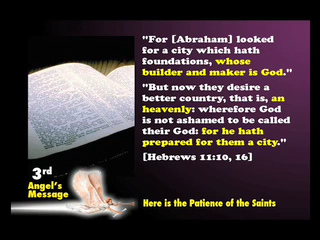 "For [Abraham] looked
for a city which hath
foundations, whose
builder and maker is God."
"But now they desire a
better country, that is, an
heavenly: wherefore God
is not ashamed to be called
their God: for he hath
prepared for them a city."
[Hebrews 11:10, 16]
3rd
Angel's
Message
Here is the Patience of the Saints